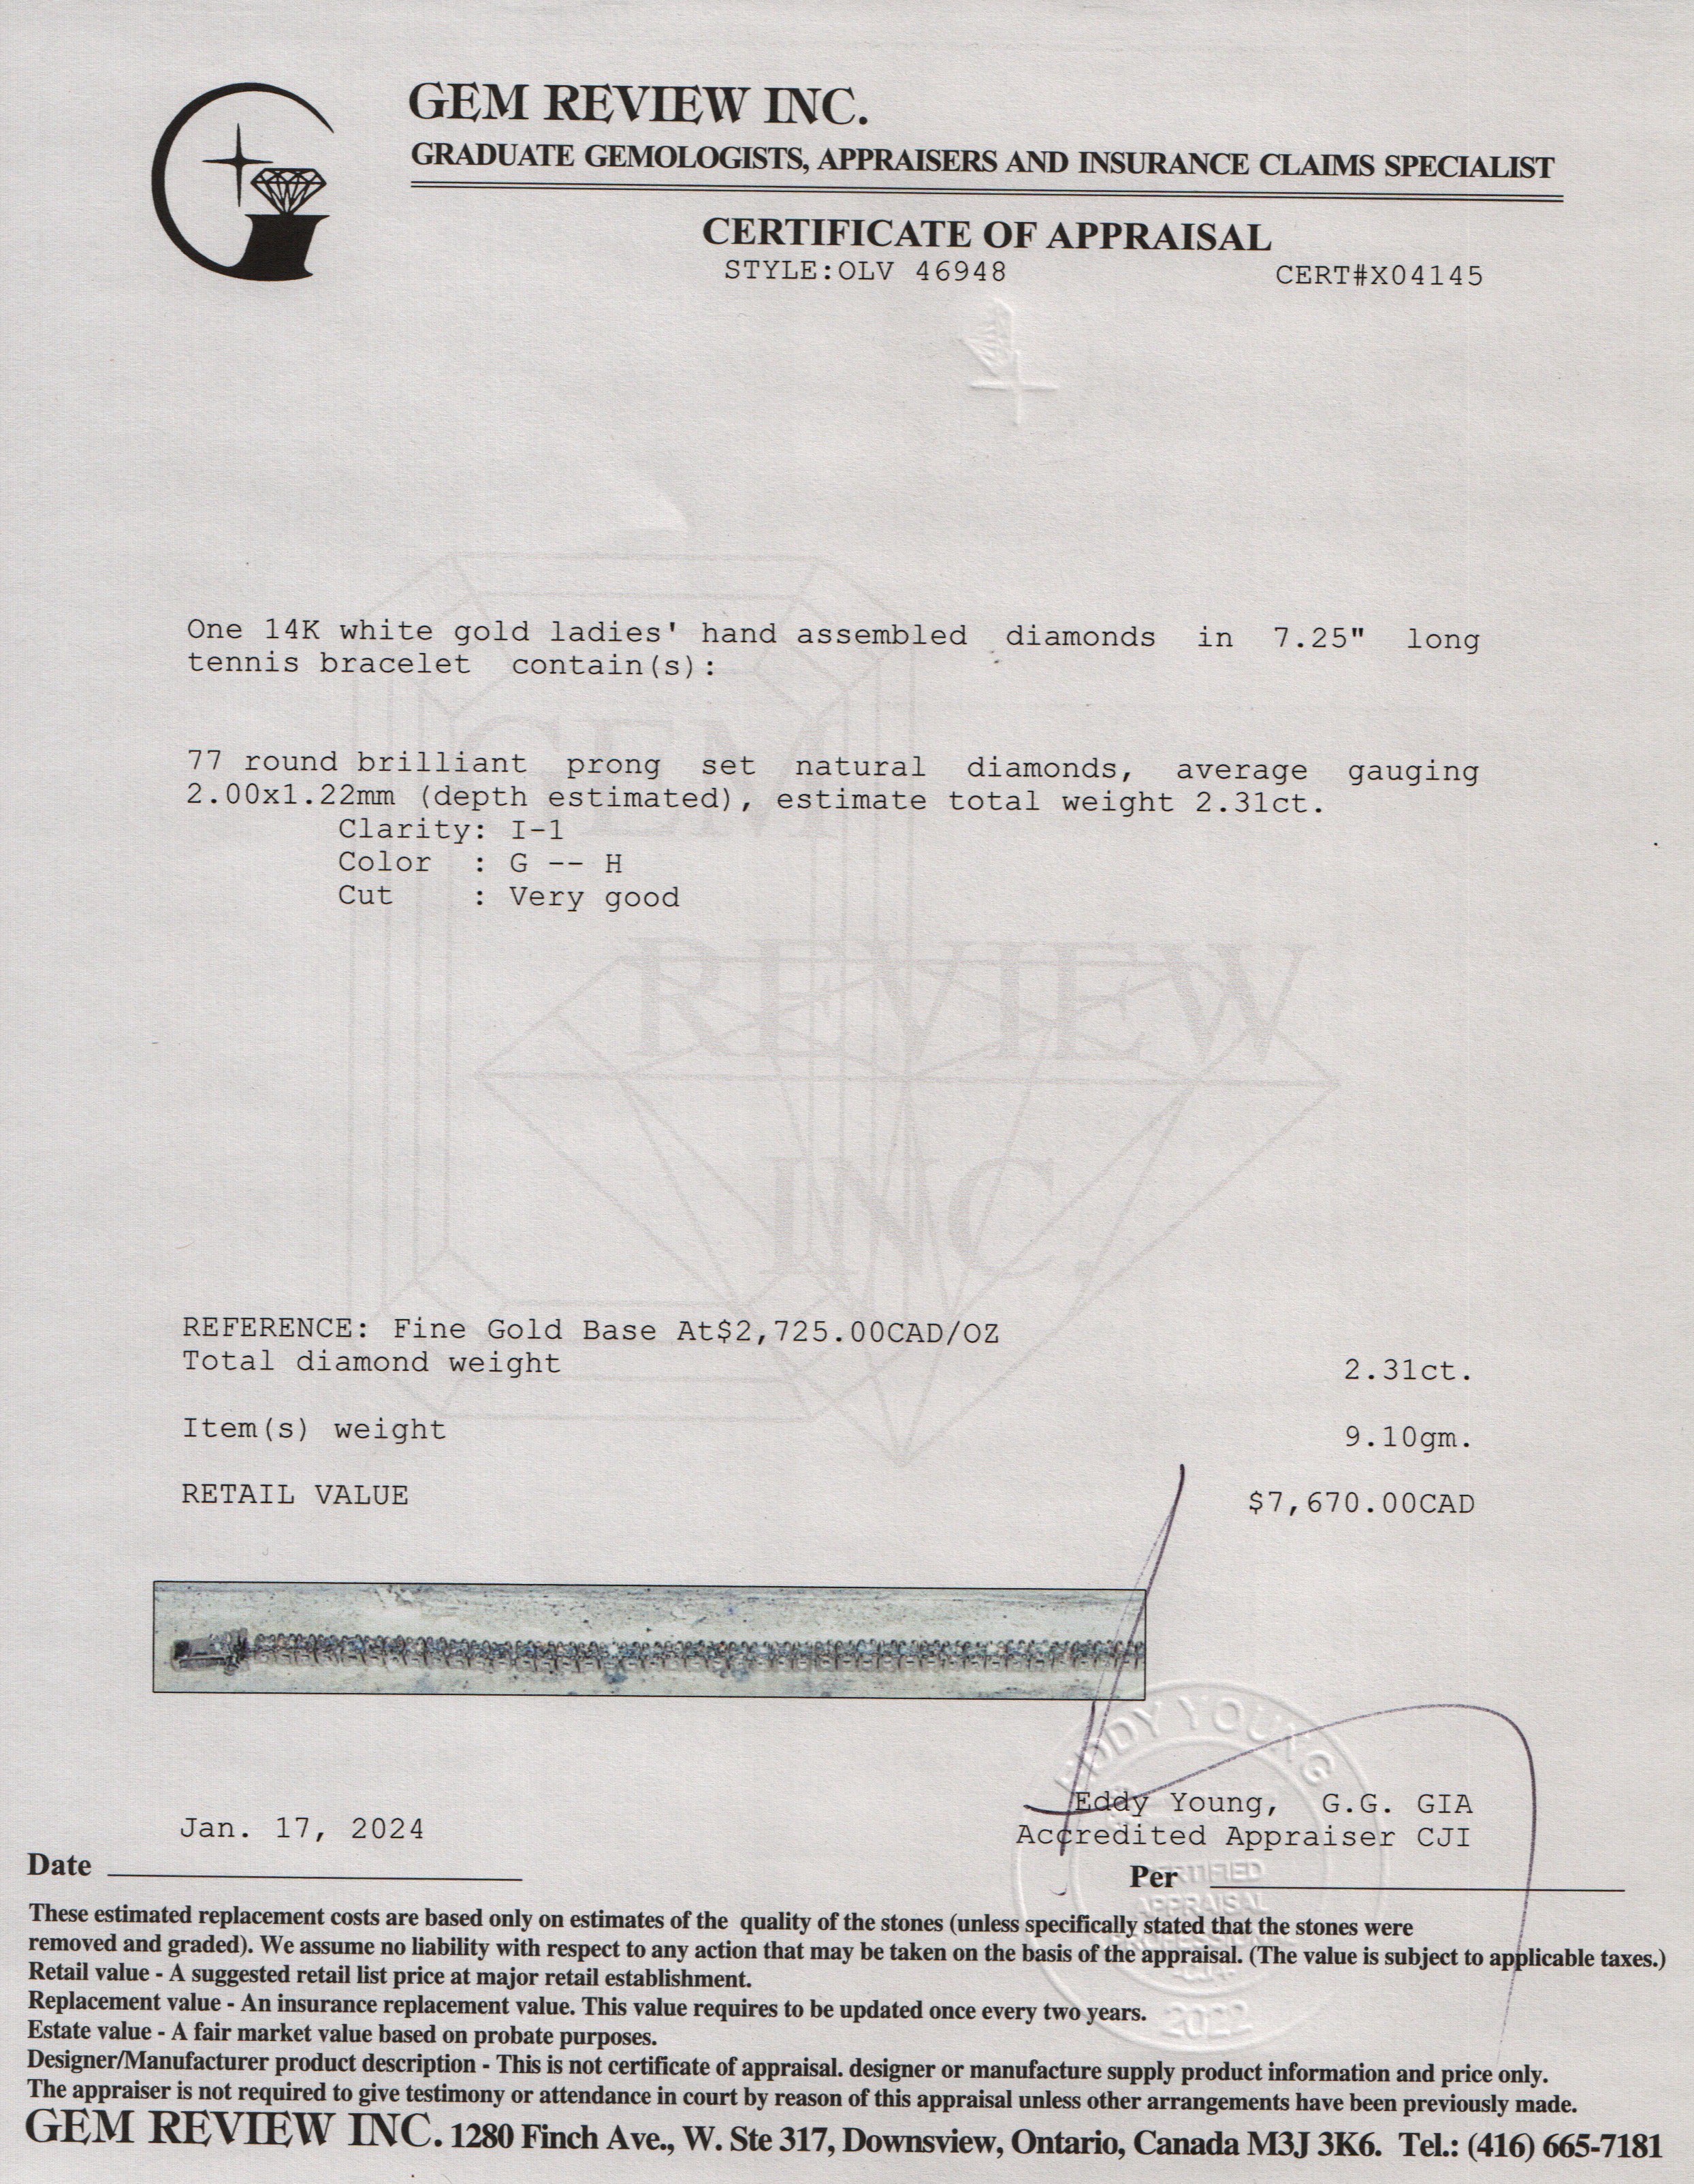 GEM REVIEW INC.
GRADUATE GEMOLOGISTS, APPRAISERS AND INSURANCE CLAIMS SPECIALIST
CERTIFICATE OF APPRAISAL
STYLE:OLV 46948 CERT#X04145
One 14K white gold ladies' hand assembled diamonds in 7.25" long
tennis bracelet contain(s):
77 round brilliant prong set natural diamonds, average gauging
2.00x1.22mm (depth estimated), estimate total weight 2.31ct.
Clarity: I-1
Color : G -- H
Cut : Very good
GEM
REVIEW
INC.
REFERENCE: Fine Gold Base At$2,725.00CAD/OZ
Total diamond weight 2.31ct.
Item(s) weight 9.10gm.
RETAIL VALUE $7,670.00CAD
EDDY YOUNG
CERTIFIED
APPRAISAL
2022
Eddy Young, G.G. GIA
Jan. 17, 2024 Accredited Appraiser CJI
Date Per
These estimated replacement costs are based only on estimates of the quality of the stones (unless specifically stated that the stones were
removed and graded). We assume no liability with respect to any action that may be taken on the basis of the appraisal. (The value is subject to applicable taxes.)
Retail value - A suggested retail list price at major retail establishment.
Replacement value - An insurance replacement value. This value requires to be updated once every two years.
Estate value - A fair market value based on probate purposes.
Designer/Manufacturer product description - This is not certificate of appraisal. designer or manufacture supply product information and price only.
The appraiser is not required to give testimony or attendance in court by reason of this appraisal unless other arrangements have been previously made.
GEM REVIEW INC. 1280 Finch Ave., W. Ste 317, Downsview, Ontario, Canada M3J 3K6. Tel.: (416) 665-7181